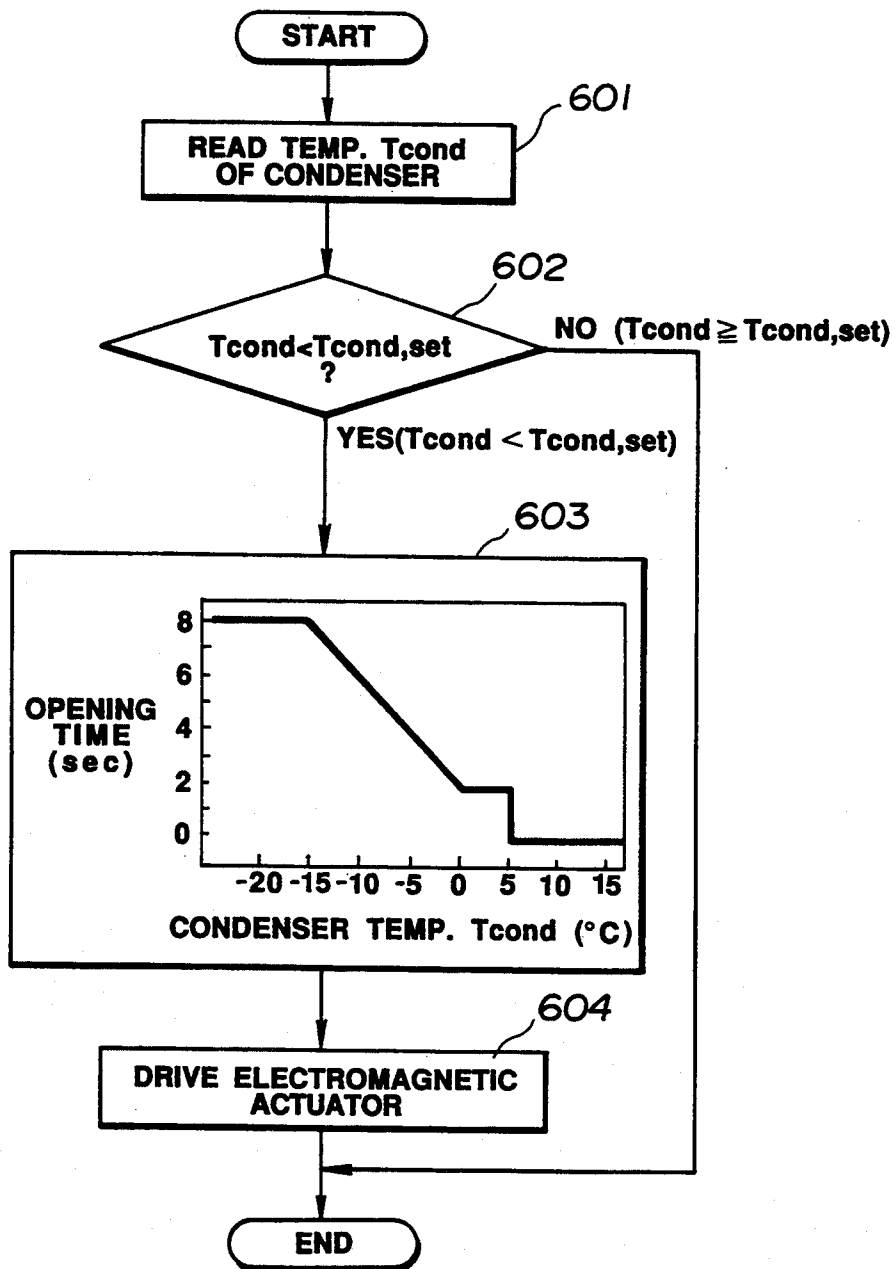 START
601
READ TEMP. Tcond
OF CONDENSER
602
Tcond<Tcond,set
?
NO (Tcond ≧ Tcond,set)
YES(Tcond < Tcond,set)
603
8
6
4
2
0
OPENING
TIME
(sec)
-20 -15 -10 -5 0 5 10 15
CONDENSER TEMP. Tcond (°C)
604
DRIVE ELECTROMAGNETIC
ACTUATOR
END